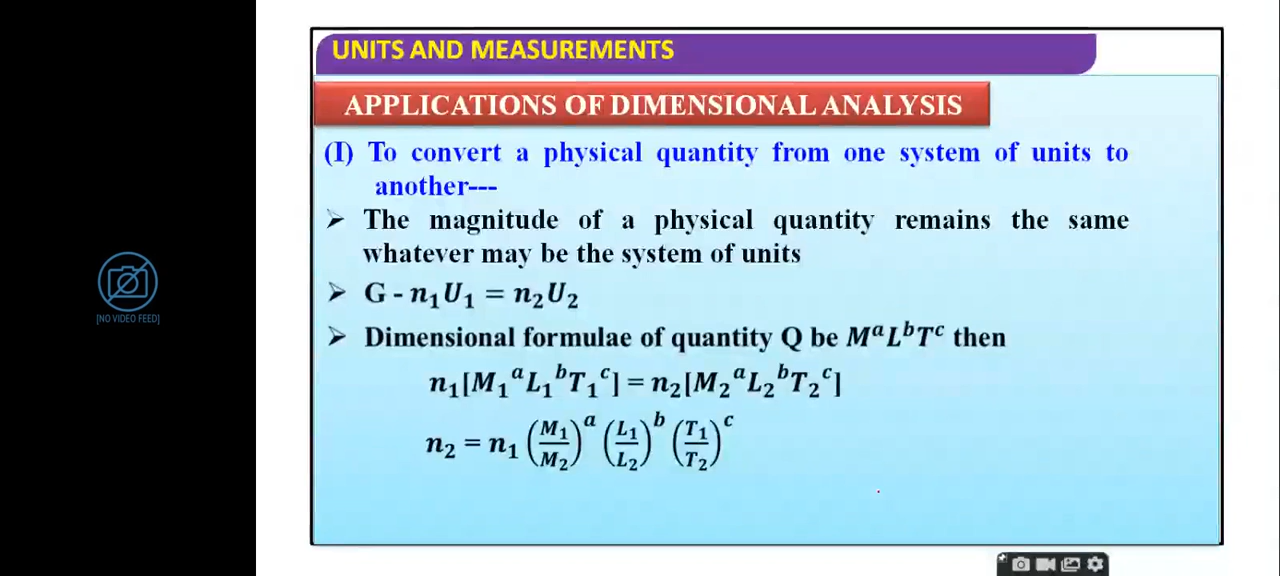 UNITS AND MEASUREMENTS
APPLICATIONS OF DIMENSIONAL ANALYSIS
(I) To convert a physical quantity from one system of units to
another---
➢ The magnitude of a physical quantity remains the same
whatever may be the system of units
➢ G - n₁U₁ = n₂U₂
➢ Dimensional formulae of quantity Q be MᵃLᵇTᶜ then
n₁[M₁ᵃL₁ᵇT₁ᶜ] = n₂[M₂ᵃL₂ᵇT₂ᶜ]
n₂ = n₁ (M₁/M₂)ᵃ (L₁/L₂)ᵇ (T₁/T₂)ᶜ
[NO VIDEO FEED]